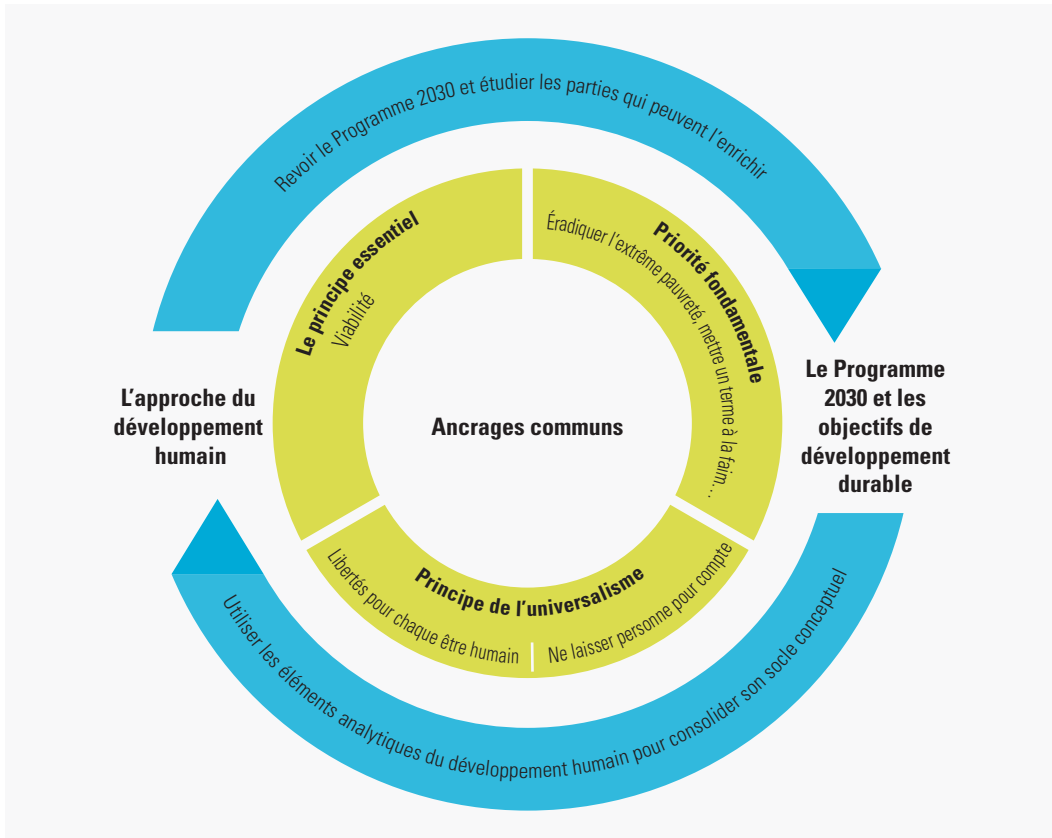 Revoir le Programme 2030 et étudier les parties qui peuvent l'enrichir
Le principe essentiel
Viabilité
Priorité fondamentale
Éradiquer l'extrême pauvreté, mettre un terme à la faim…
L'approche du
développement
humain
Ancrages communs
Le Programme
2030 et les
objectifs de
développement
durable
Principe de l'universalisme
Libertés pour chaque être humain
Ne laisser personne pour compte
Utiliser les éléments analytiques du développement humain pour consolider son socle conceptuel